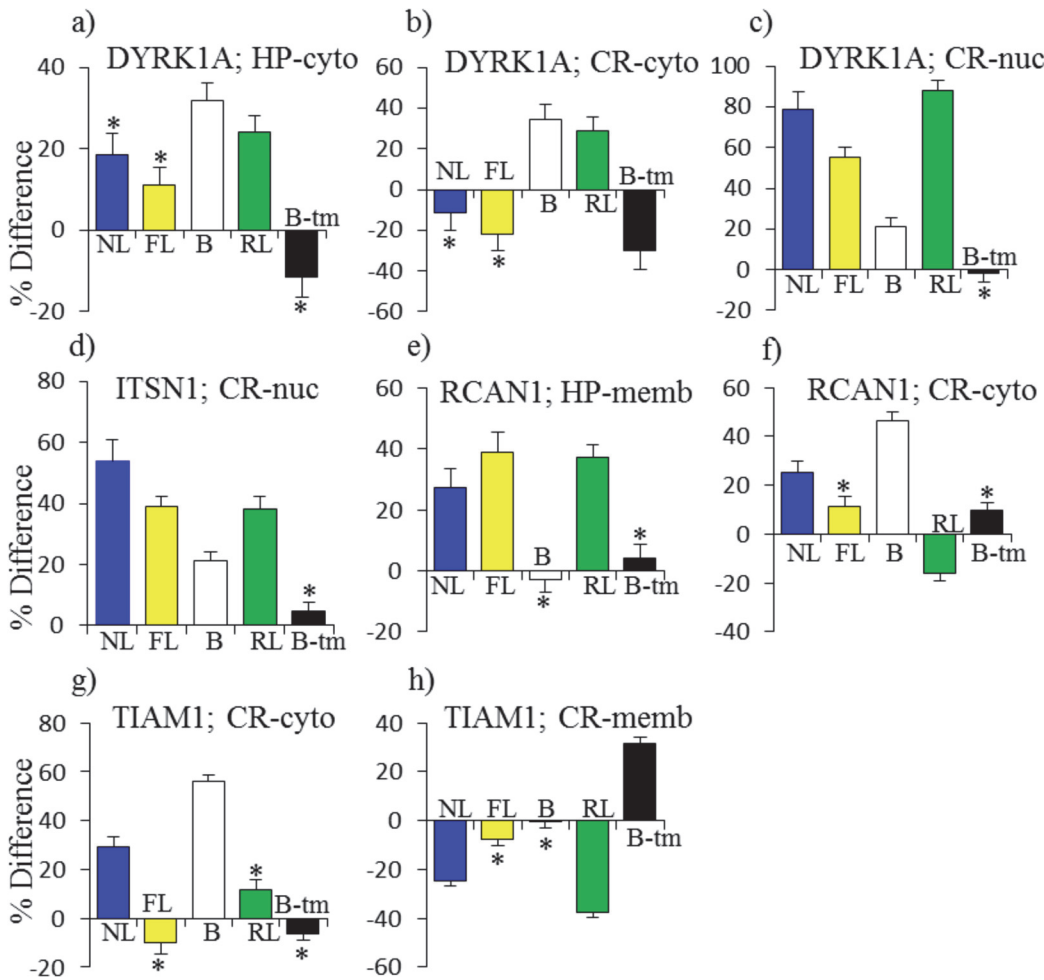 a)
DYRK1A; HP-cyto
% Difference
40
20
0
-20
*
*
NL
FL
B
RL
B-tm
*
b)
DYRK1A; CR-cyto
60
40
20
0
-20
-40
-60
NL
FL
B
RL
B-tm
*
*
c)
DYRK1A; CR-nuc
100
80
60
40
20
0
-20
NL
FL
B
RL
B-tm
*
d)
ITSN1; CR-nuc
% Difference
80
60
40
20
0
*
NL
FL
B
RL
B-tm
e)
RCAN1; HP-memb
60
40
20
0
-20
NL
FL
B
*
RL
*
B-tm
f)
RCAN1; CR-cyto
60
40
20
0
-20
-40
NL
*
FL
B
RL
*
B-tm
g)
TIAM1; CR-cyto
% Difference
80
60
40
20
0
-20
NL
FL
*
B
*
RL
B-tm
*
h)
TIAM1; CR-memb
40
20
0
-20
-40
-60
NL
FL
*
B
*
RL
B-tm